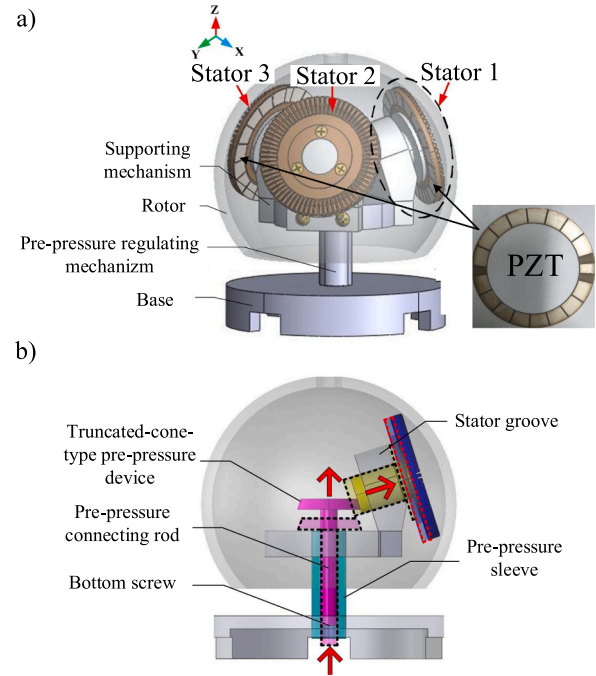 a)
Z
Y
X
Stator 3
Stator 2
Stator 1
Supporting
mechanism
Rotor
Pre-pressure regulating
mechanizm
Base
PZT
b)
Truncated-cone-
type pre-pressure
device
Stator groove
Pre-pressure
connecting rod
Bottom screw
Pre-pressure
sleeve